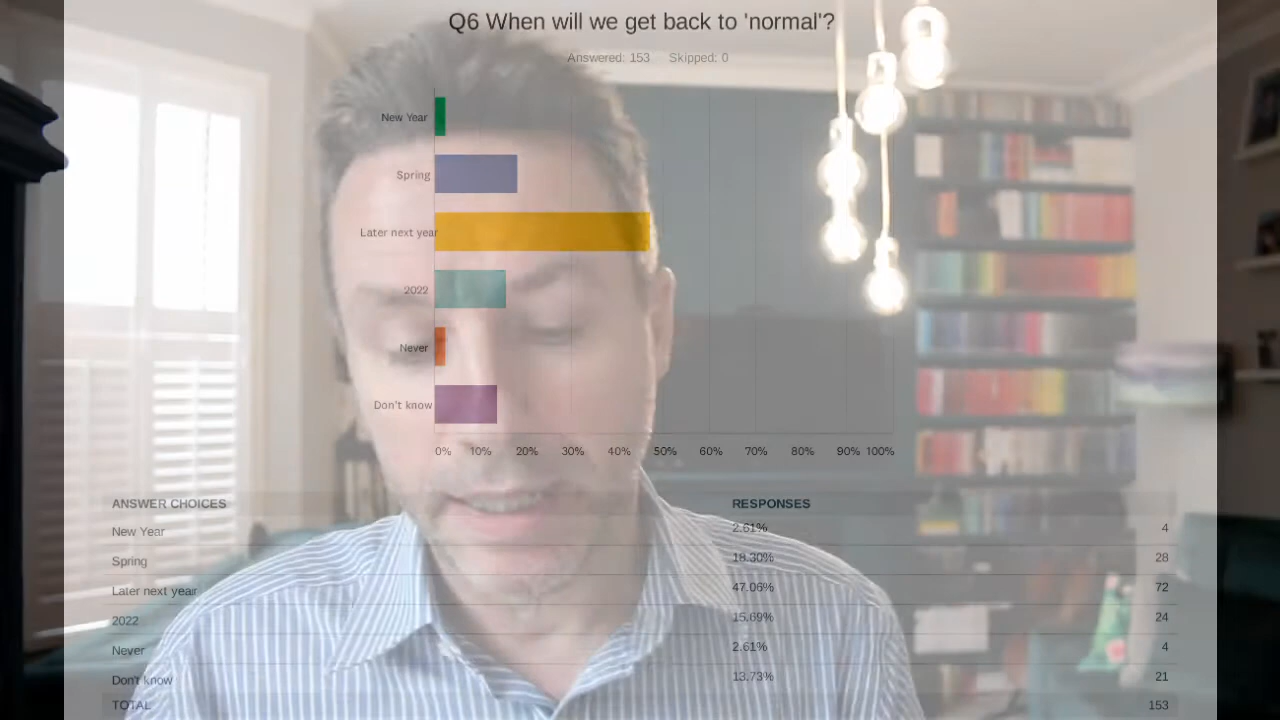 Q6 When will we get back to 'normal'?
Answered: 153 Skipped: 0
New Year
Spring
Later next year
2022
Never
Don't know
0% 10% 20% 30% 40% 50% 60% 70% 80% 90% 100%
ANSWER CHOICES RESPONSES
New Year 2.61% 4
Spring 18.30% 28
Later next year 47.06% 72
2022 15.69% 24
Never 2.61% 4
Don't know 13.73% 21
TOTAL 153